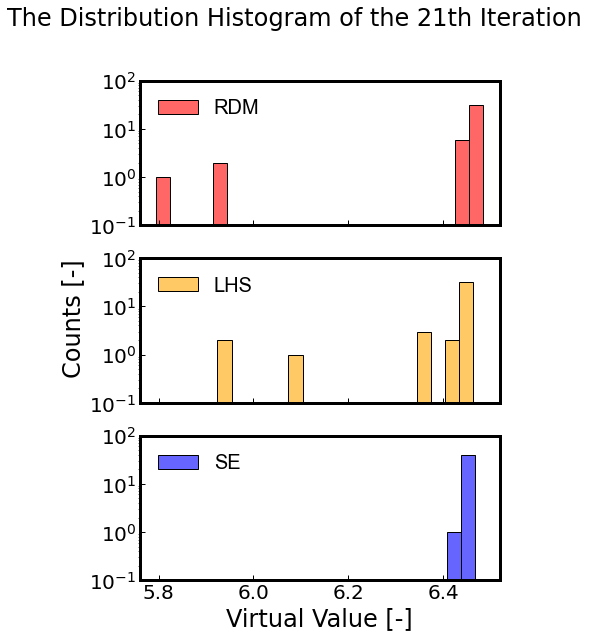 The Distribution Histogram of the 21th Iteration
10²
10¹
10⁰
10⁻¹
RDM
10²
10¹
10⁰
10⁻¹
LHS
Counts [-]
10²
10¹
10⁰
10⁻¹
SE
5.8 6.0 6.2 6.4
Virtual Value [-]